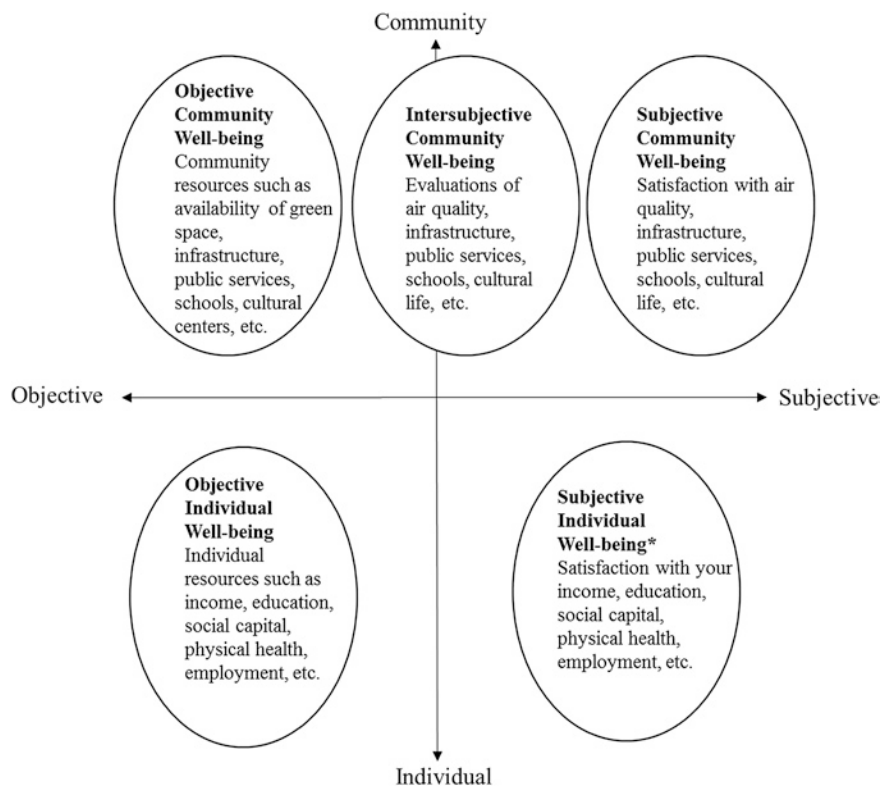 Community
Objective
Community
Well-being
Community
resources such as
availability of green
space,
infrastructure,
public services,
schools, cultural
centers, etc.
Intersubjective
Community
Well-being
Evaluations of
air quality,
infrastructure,
public services,
schools, cultural
life, etc.
Subjective
Community
Well-being
Satisfaction with air
quality,
infrastructure,
public services,
schools, cultural
life, etc.
Objective
Subjective
Objective
Individual
Well-being
Individual
resources such as
income, education,
social capital,
physical health,
employment, etc.
Subjective
Individual
Well-being*
Satisfaction with your
income, education,
social capital,
physical health,
employment, etc.
Individual